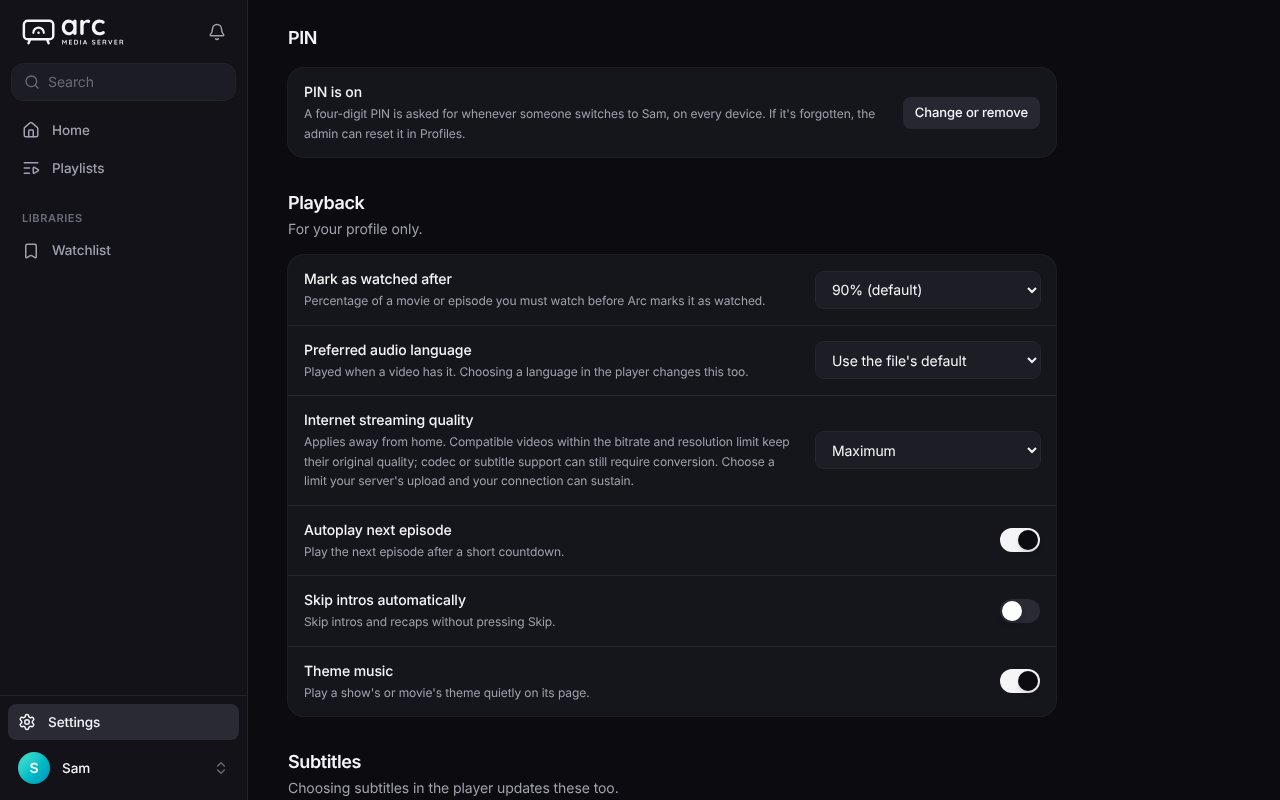 arc
MEDIA SERVER
Search
Home
Playlists
LIBRARIES
Watchlist
Settings
S
Sam
PIN
PIN is on
A four-digit PIN is asked for whenever someone switches to Sam, on every device. If it's forgotten, the
admin can reset it in Profiles.
Change or remove
Playback
For your profile only.
Mark as watched after
Percentage of a movie or episode you must watch before Arc marks it as watched.
90% (default)
Preferred audio language
Played when a video has it. Choosing a language in the player changes this too.
Use the file's default
Internet streaming quality
Applies away from home. Compatible videos within the bitrate and resolution limit keep
their original quality; codec or subtitle support can still require conversion. Choose a
limit your server's upload and your connection can sustain.
Maximum
Autoplay next episode
Play the next episode after a short countdown.
Skip intros automatically
Skip intros and recaps without pressing Skip.
Theme music
Play a show's or movie's theme quietly on its page.
Subtitles
Choosing subtitles in the player updates these too.